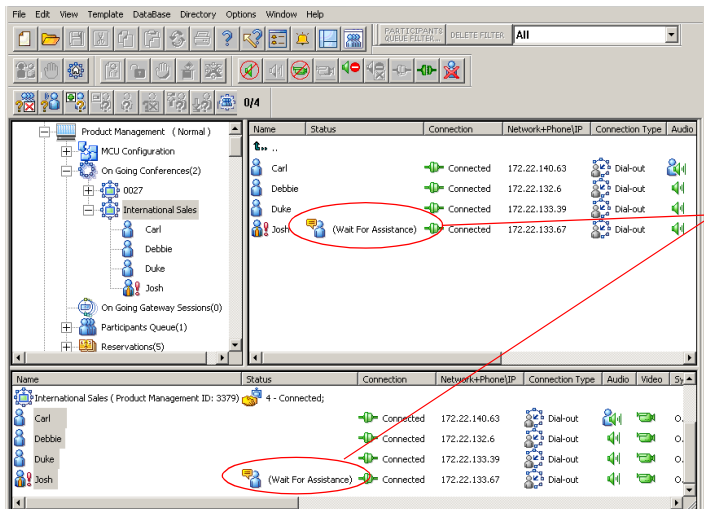 File Edit View Template DataBase Directory Options Window Help
PARTICIPANTS QUEUE FILTER... DELETE FILTER All
0/4
Product Management (Normal)
MCU Configuration
On Going Conferences(2)
0027
International Sales
Carl
Debbie
Duke
Josh
On Going Gateway Sessions(0)
Participants Queue(1)
Reservations(5)
Name Status Connection Network+Phone\IP Connection Type Audio
..
Carl Connected 172.22.140.63 Dial-out
Debbie Connected 172.22.132.6 Dial-out
Duke Connected 172.22.133.39 Dial-out
Josh (Wait For Assistance) Connected 172.22.133.67 Dial-out
Name Status Connection Network+Phone\IP Connection Type Audio Video Sy
International Sales ( Product Management ID: 3379) 4 - Connected;
Carl Connected 172.22.140.63 Dial-out O.
Debbie Connected 172.22.132.6 Dial-out O.
Duke Connected 172.22.133.39 Dial-out O.
Josh (Wait For Assistance) Connected 172.22.133.67 Dial-out O.